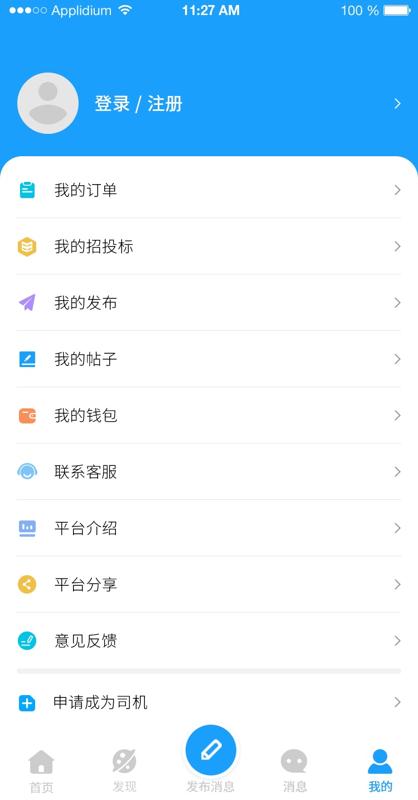 Applidium 11:27 AM 100 %
登录 / 注册
我的订单
我的招投标
我的发布
我的帖子
我的钱包
联系客服
平台介绍
平台分享
意见反馈
申请成为司机
首页 发现 发布消息 消息 我的